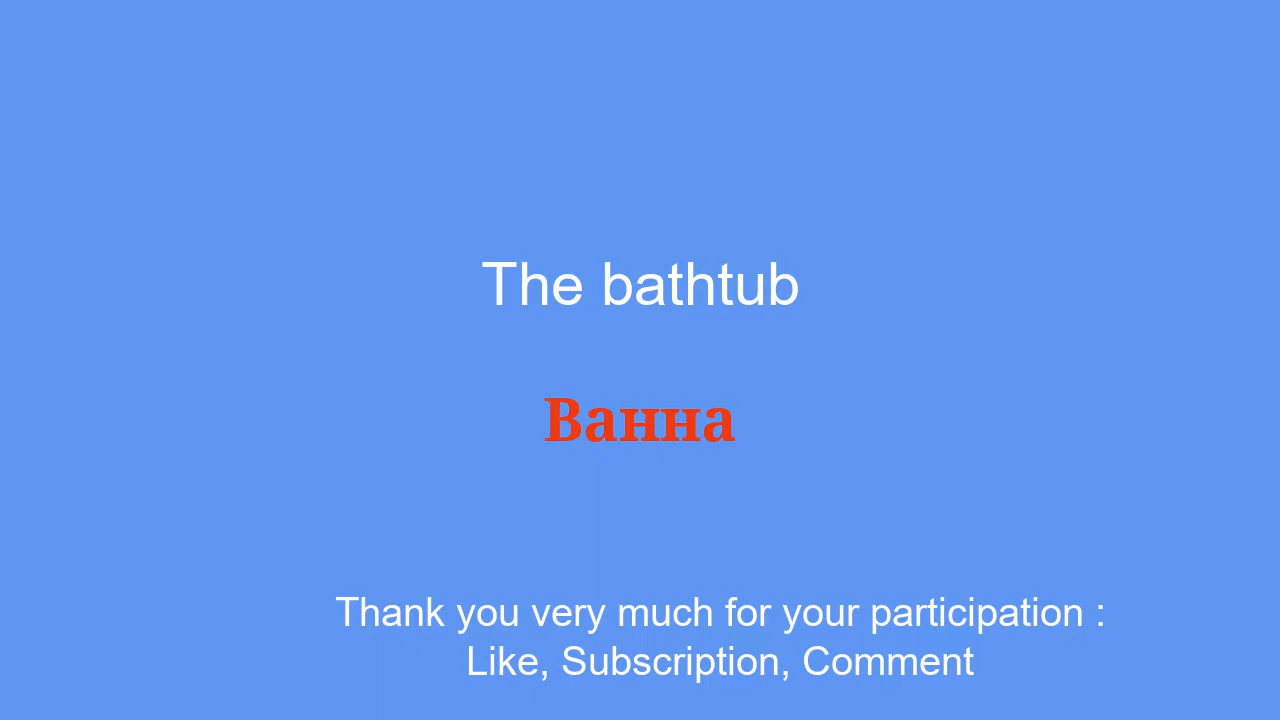 The bathtub
Ванна
Thank you very much for your participation :
Like, Subscription, Comment